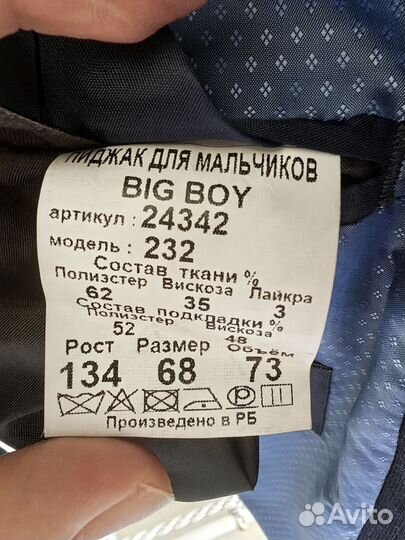 ПИДЖАК ДЛЯ МАЛЬЧИКОВ
BIG BOY
артикул : 24342
модель : 232
Состав ткани %
Полиэстер Вискоза Лайкра
62 35 3
Состав подкладки %
Полиэстер Вискоза
52 48
Рост Размер Объём
134 68 73
P
Произведено в РБ
Avito